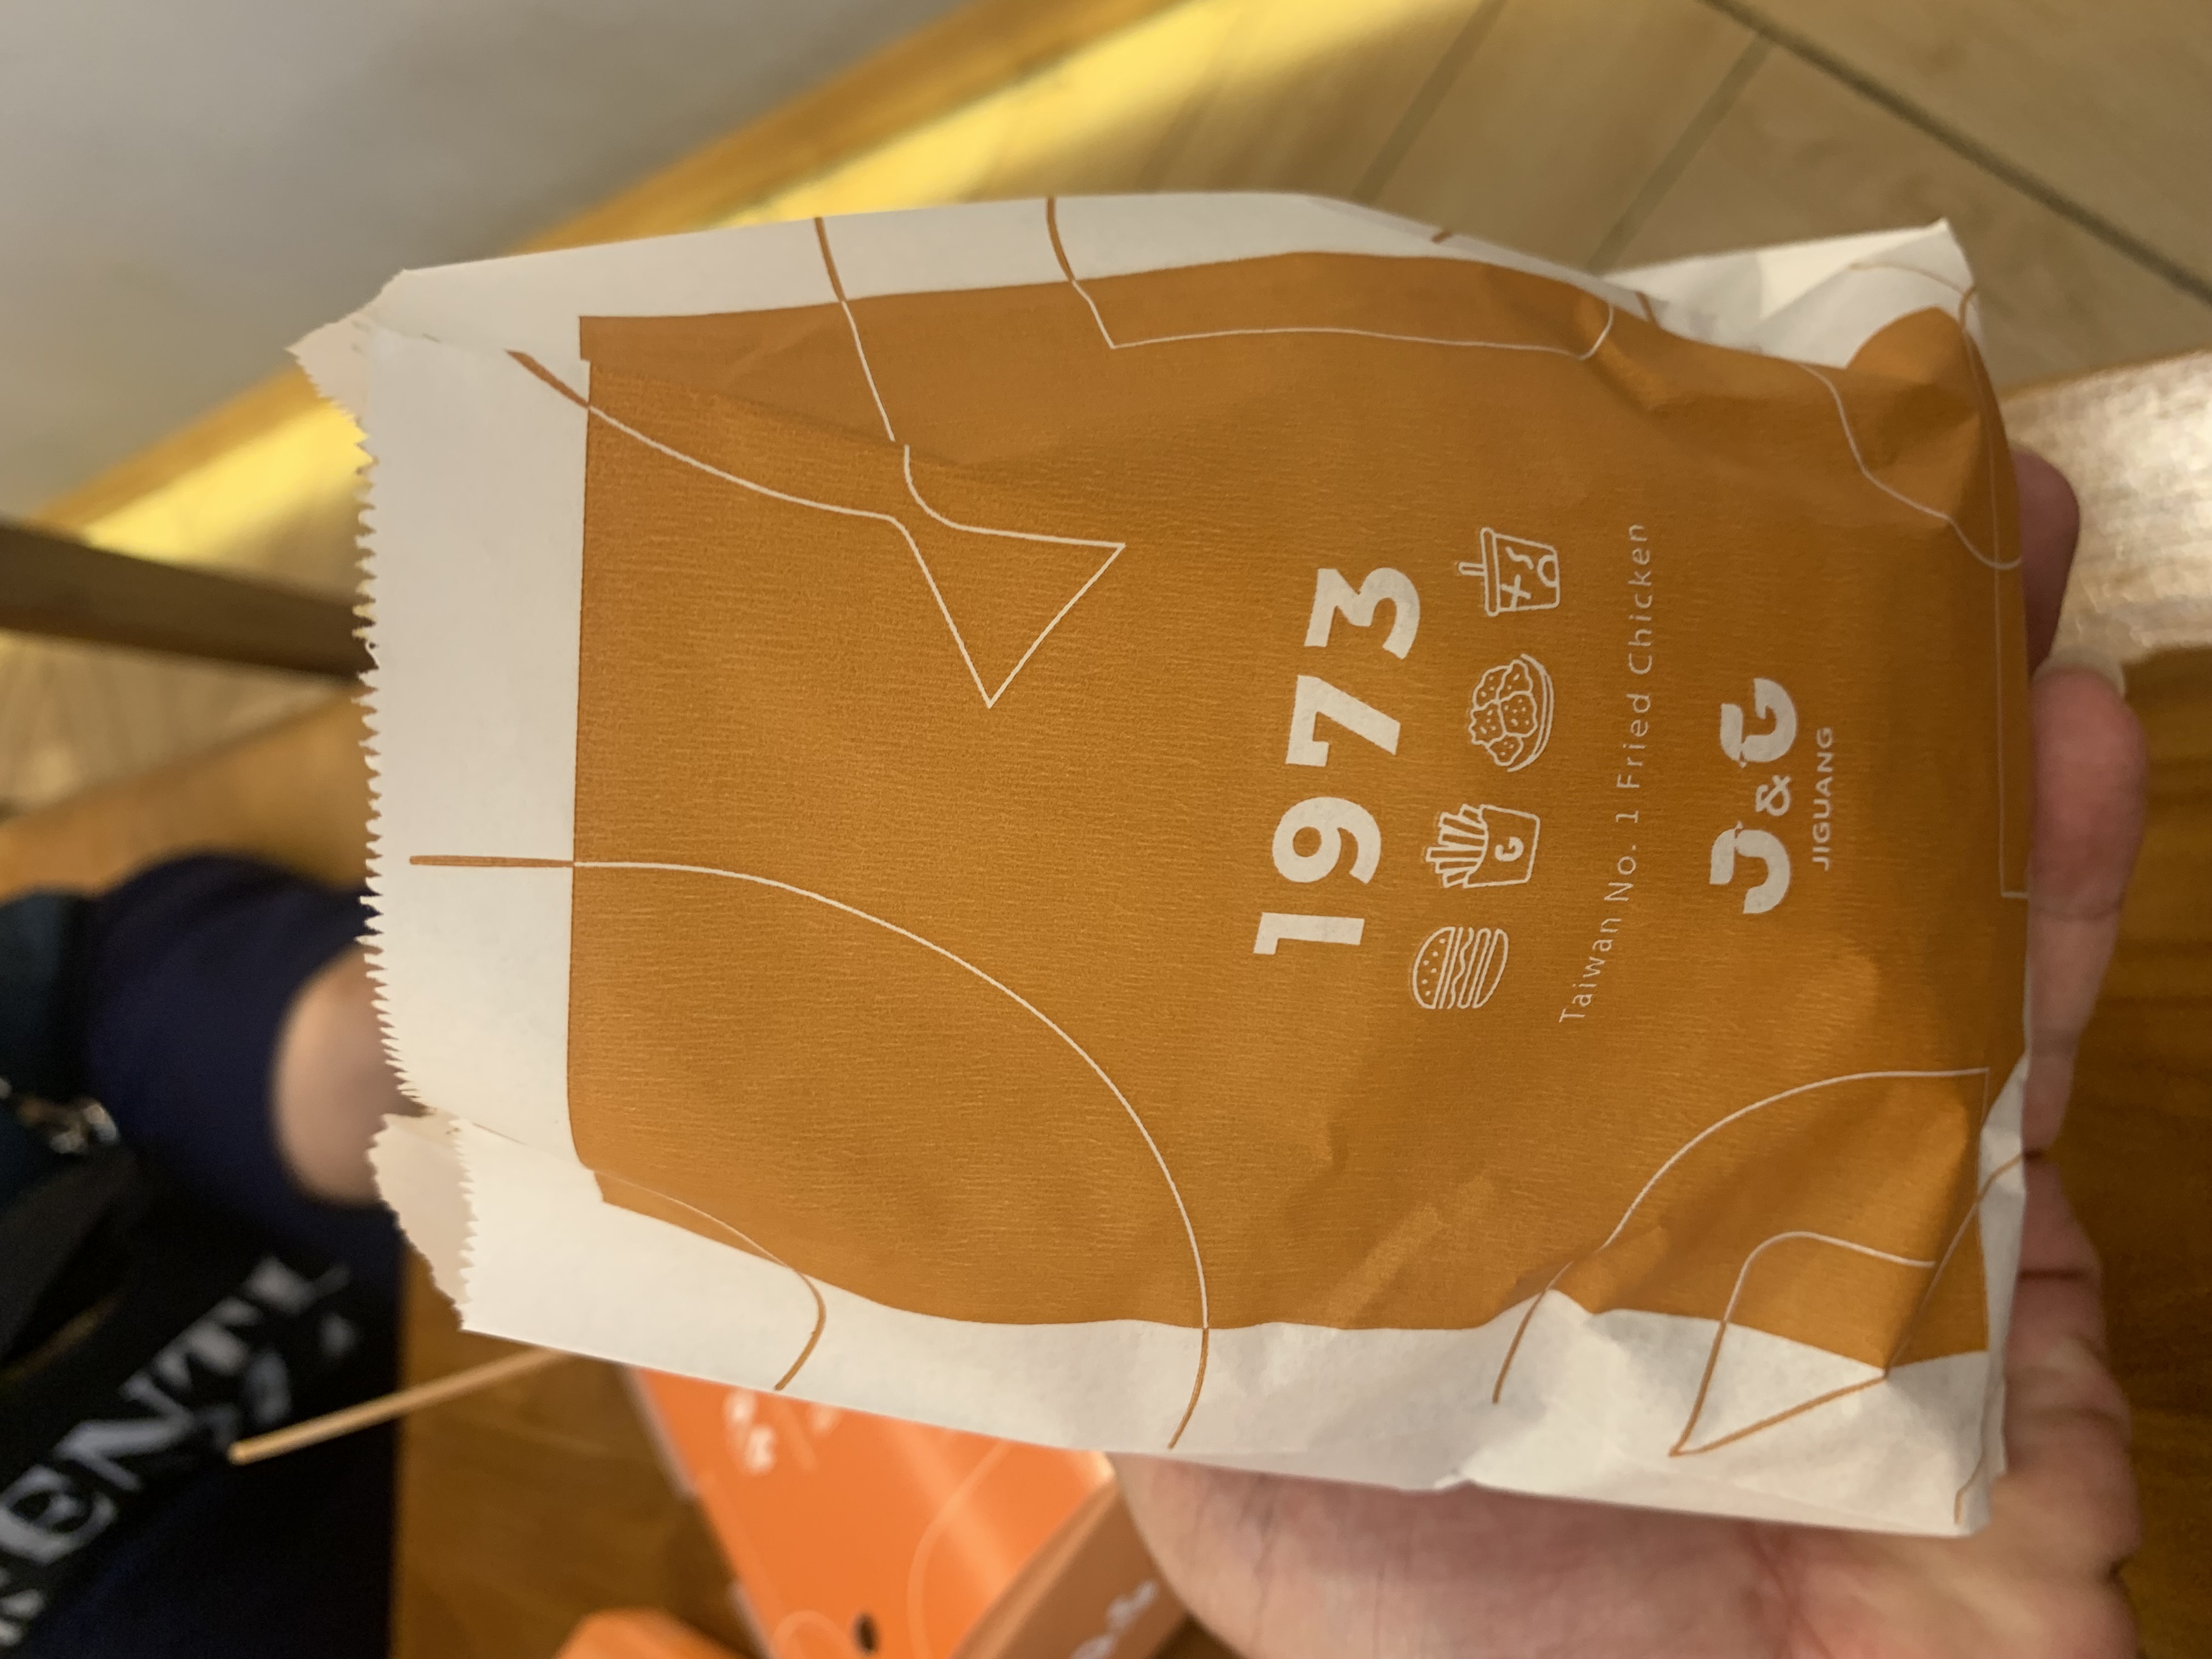 1973
Taiwan No. 1 Fried Chicken
J&G
JIGUANG